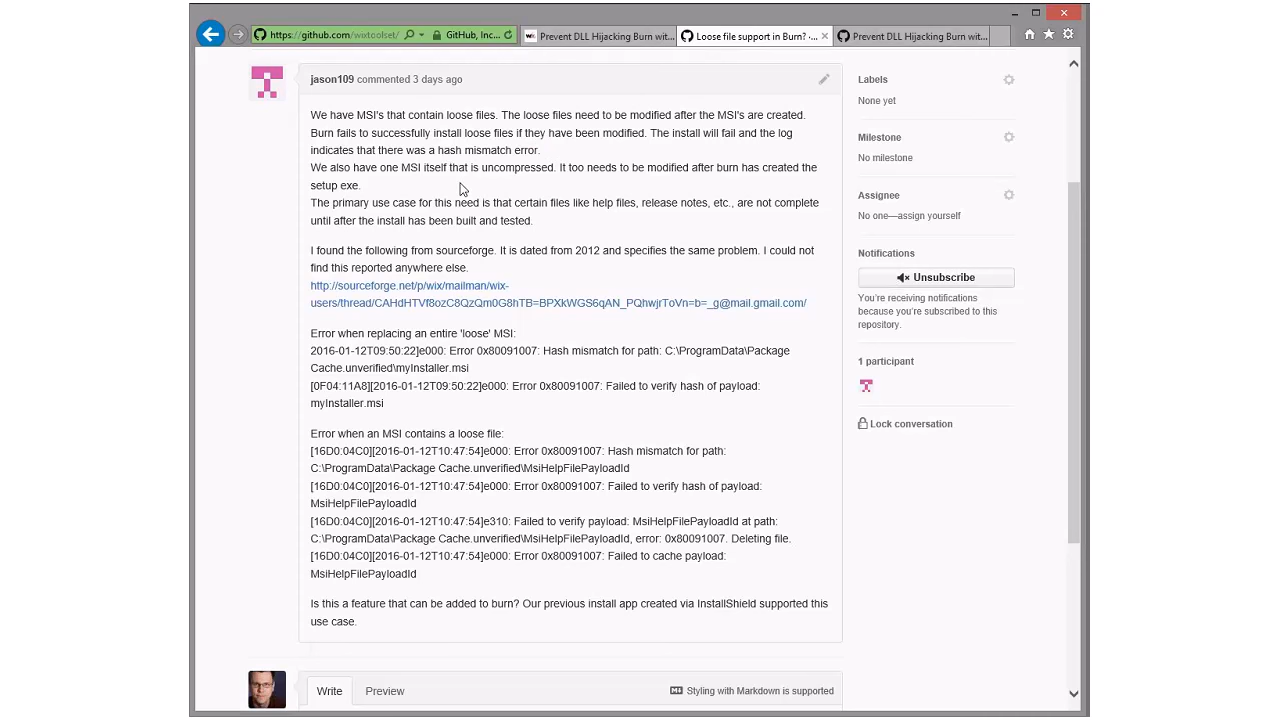 https://github.com/wixtoolset/
GitHub, Inc...
Prevent DLL Hijacking Burn wit...
Loose file support in Burn? ·...
Prevent DLL Hijacking Burn wit...
jason109 commented 3 days ago
We have MSI's that contain loose files. The loose files need to be modified after the MSI's are created.
Burn fails to successfully install loose files if they have been modified. The install will fail and the log
indicates that there was a hash mismatch error.
We also have one MSI itself that is uncompressed. It too needs to be modified after burn has created the
setup exe.
The primary use case for this need is that certain files like help files, release notes, etc., are not complete
until after the install has been built and tested.
I found the following from sourceforge. It is dated from 2012 and specifies the same problem. I could not
find this reported anywhere else.
http://sourceforge.net/p/wix/mailman/wix-
users/thread/CAHdHTVf8ozC8QzQm0G8hTB=BPXkWGS6qAN_PQhwjrToVn=b=_g@mail.gmail.com/
Error when replacing an entire 'loose' MSI:
2016-01-12T09:50:22]e000: Error 0x80091007: Hash mismatch for path: C:\ProgramData\Package
Cache.unverified\myInstaller.msi
[0F04:11A8][2016-01-12T09:50:22]e000: Error 0x80091007: Failed to verify hash of payload:
myInstaller.msi
Error when an MSI contains a loose file:
[16D0:04C0][2016-01-12T10:47:54]e000: Error 0x80091007: Hash mismatch for path:
C:\ProgramData\Package Cache.unverified\MsiHelpFilePayloadId
[16D0:04C0][2016-01-12T10:47:54]e000: Error 0x80091007: Failed to verify hash of payload:
MsiHelpFilePayloadId
[16D0:04C0][2016-01-12T10:47:54]e310: Failed to verify payload: MsiHelpFilePayloadId at path:
C:\ProgramData\Package Cache.unverified\MsiHelpFilePayloadId, error: 0x80091007. Deleting file.
[16D0:04C0][2016-01-12T10:47:54]e000: Error 0x80091007: Failed to cache payload:
MsiHelpFilePayloadId
Is this a feature that can be added to burn? Our previous install app created via InstallShield supported this
use case.
Write
Preview
Styling with Markdown is supported
Labels
None yet
Milestone
No milestone
Assignee
No one—assign yourself
Notifications
Unsubscribe
You're receiving notifications
because you're subscribed to this
repository.
1 participant
Lock conversation